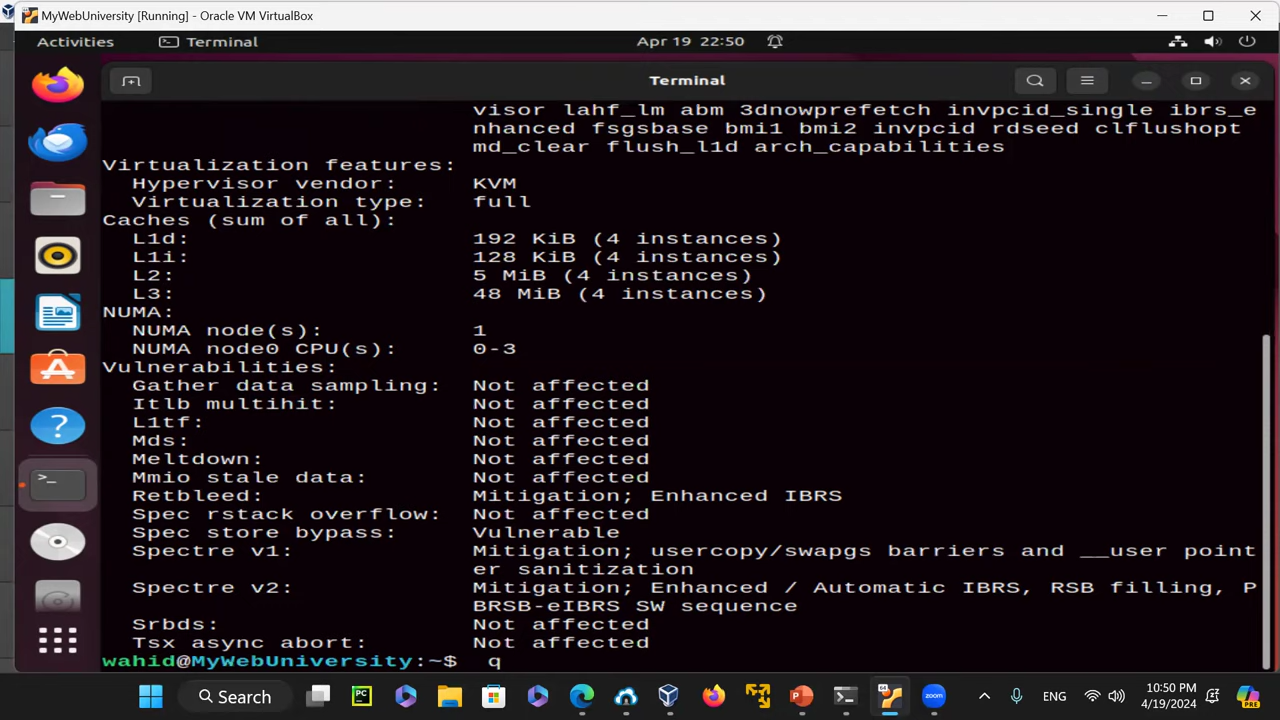 MyWebUniversity [Running] - Oracle VM VirtualBox
Activities Terminal Apr 19 22:50
Terminal
visor lahf_lm abm 3dnowprefetch invpcid_single ibrs_e
nhanced fsgsbase bmi1 bmi2 invpcid rdseed clflushopt
md_clear flush_l1d arch_capabilities
Virtualization features:
Hypervisor vendor: KVM
Virtualization type: full
Caches (sum of all):
L1d: 192 KiB (4 instances)
L1i: 128 KiB (4 instances)
L2: 5 MiB (4 instances)
L3: 48 MiB (4 instances)
NUMA:
NUMA node(s): 1
NUMA node0 CPU(s): 0-3
Vulnerabilities:
Gather data sampling: Not affected
Itlb multihit: Not affected
L1tf: Not affected
Mds: Not affected
Meltdown: Not affected
Mmio stale data: Not affected
Retbleed: Mitigation; Enhanced IBRS
Spec rstack overflow: Not affected
Spec store bypass: Vulnerable
Spectre v1: Mitigation; usercopy/swapgs barriers and __user point
er sanitization
Spectre v2: Mitigation; Enhanced / Automatic IBRS, RSB filling, P
BRSB-eIBRS SW sequence
Srbds: Not affected
Tsx async abort: Not affected
wahid@MyWebUniversity:~$ q
Search PC zoom ENG 10:50 PM
4/19/2024 PRE